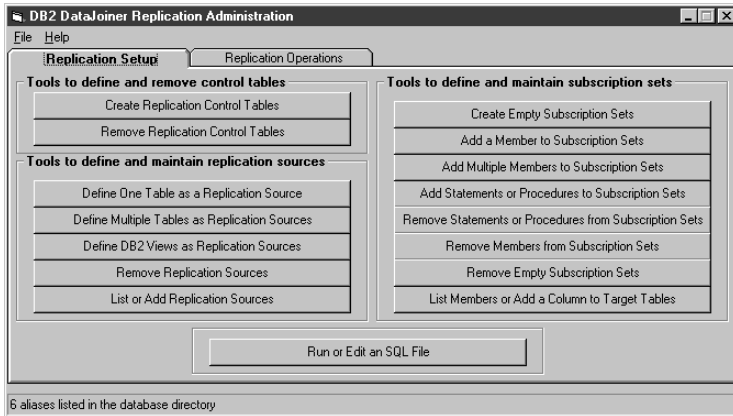 DB2 DataJoiner Replication Administration
File Help
Replication Setup
Replication Operations
Tools to define and remove control tables
Create Replication Control Tables
Remove Replication Control Tables
Tools to define and maintain replication sources
Define One Table as a Replication Source
Define Multiple Tables as Replication Sources
Define DB2 Views as Replication Sources
Remove Replication Sources
List or Add Replication Sources
Tools to define and maintain subscription sets
Create Empty Subscription Sets
Add a Member to Subscription Sets
Add Multiple Members to Subscription Sets
Add Statements or Procedures to Subscription Sets
Remove Statements or Procedures from Subscription Sets
Remove Members from Subscription Sets
Remove Empty Subscription Sets
List Members or Add a Column to Target Tables
Run or Edit an SQL File
6 aliases listed in the database directory